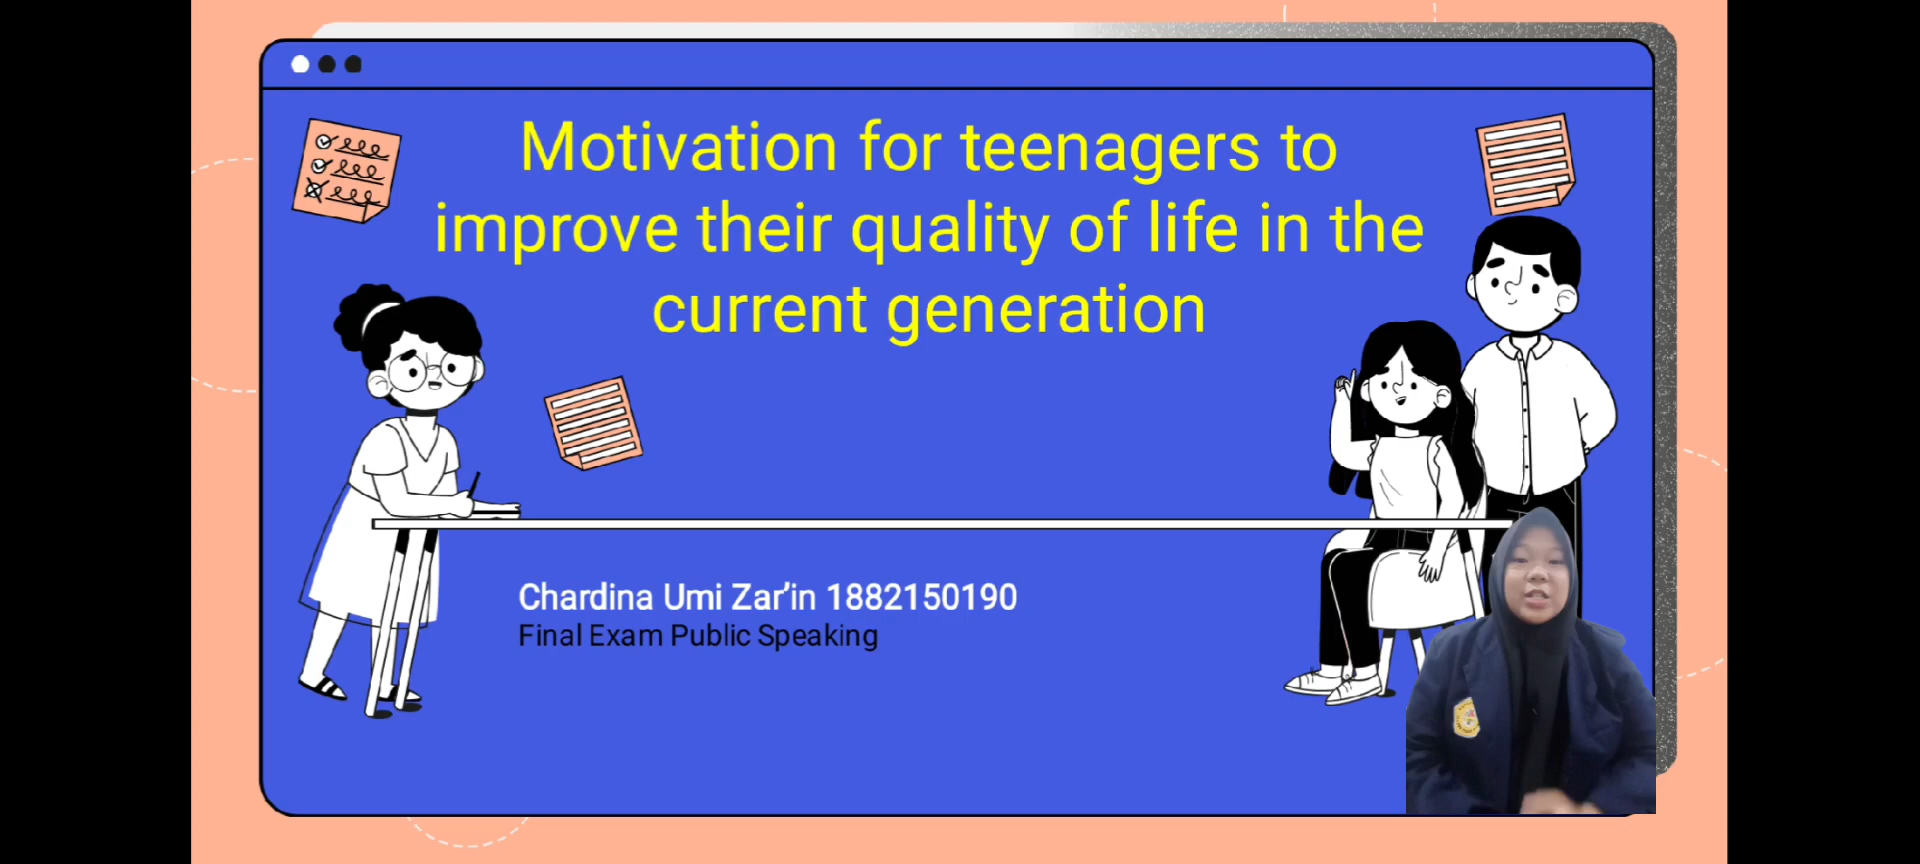 Motivation for teenagers to
improve their quality of life in the
current generation
Chardina Umi Zar'in 1882150190
Final Exam Public Speaking